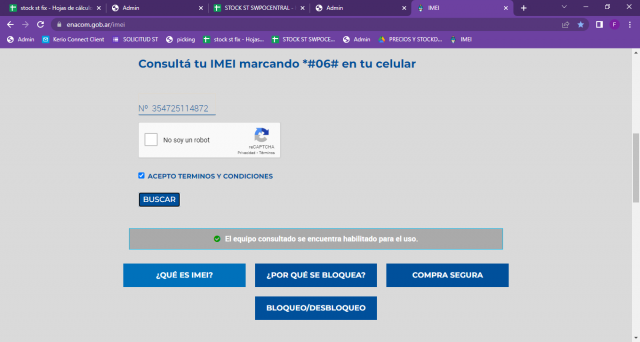 stock st fix - Hojas de cálculo
Admin
STOCK ST SWPOCENTRAL - Ho
Admin
IMEI
enacom.gob.ar/imei
Admin
Kerio Connect Client
SOLICITUD ST
picking
stock st fix - Hojas...
STOCK ST SWPOCE...
Admin
PRECIOS Y STOCKD...
IMEI
Consultá tu IMEI marcando *#06# en tu celular
Nº 354725114872
No soy un robot
reCAPTCHA
Privacidad - Términos
ACEPTO TERMINOS Y CONDICIONES
BUSCAR
El equipo consultado se encuentra habilitado para el uso.
¿QUÉ ES IMEI?
¿POR QUÉ SE BLOQUEA?
COMPRA SEGURA
BLOQUEO/DESBLOQUEO